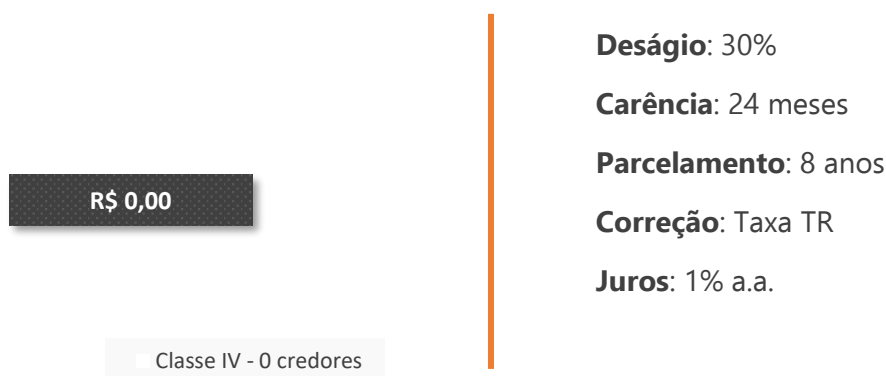 R$ 0,00
Classe IV - 0 credores
Deságio: 30%
Carência: 24 meses
Parcelamento: 8 anos
Correção: Taxa TR
Juros: 1% a.a.